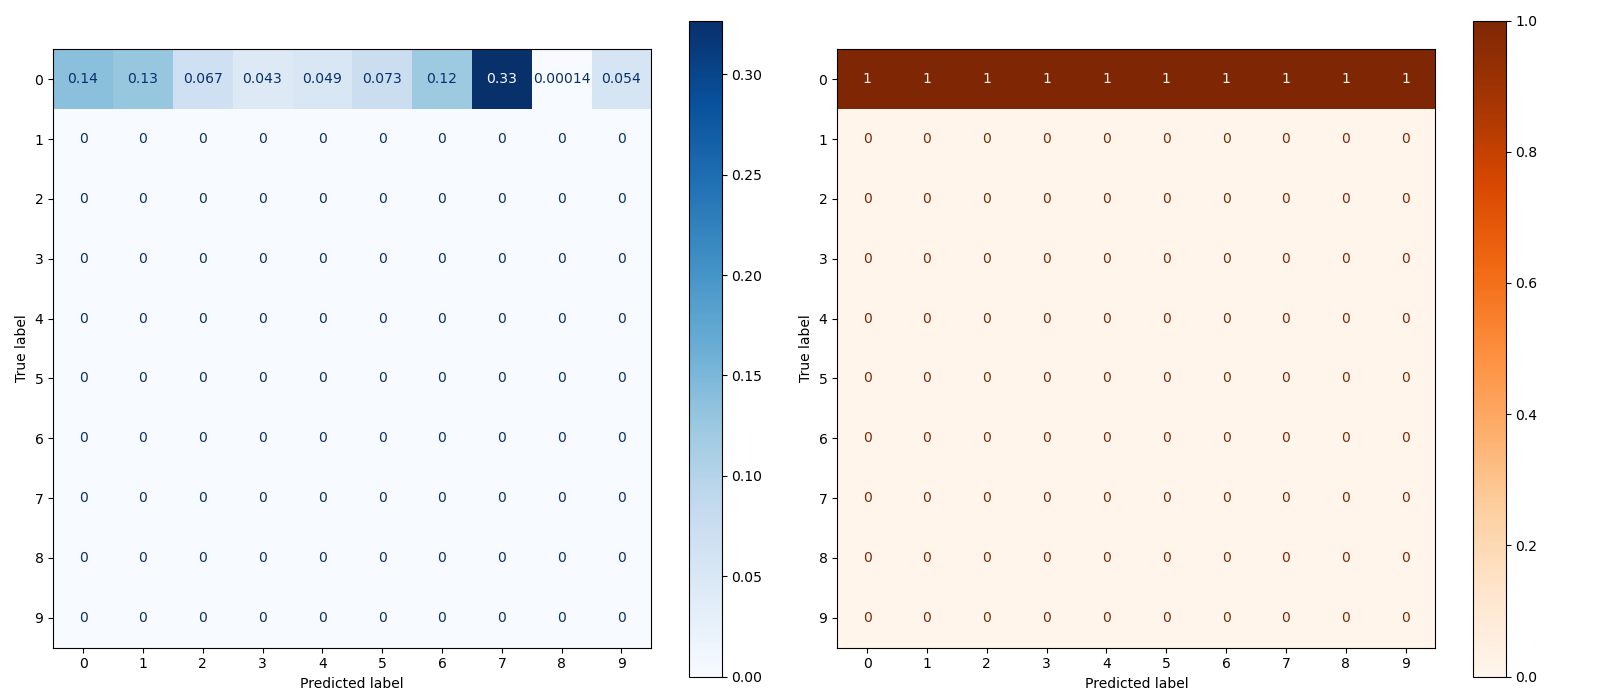 0 0.14 0.13 0.067 0.043 0.049 0.073 0.12 0.33 0.00014 0.054
1 0 0 0 0 0 0 0 0 0 0
2 0 0 0 0 0 0 0 0 0 0
3 0 0 0 0 0 0 0 0 0 0
4 0 0 0 0 0 0 0 0 0 0
5 0 0 0 0 0 0 0 0 0 0
6 0 0 0 0 0 0 0 0 0 0
7 0 0 0 0 0 0 0 0 0 0
8 0 0 0 0 0 0 0 0 0 0
9 0 0 0 0 0 0 0 0 0 0
0 1 2 3 4 5 6 7 8 9
Predicted label
True label
0.30
0.25
0.20
0.15
0.10
0.05
0.00
0 1 1 1 1 1 1 1 1 1 1
1 0 0 0 0 0 0 0 0 0 0
2 0 0 0 0 0 0 0 0 0 0
3 0 0 0 0 0 0 0 0 0 0
4 0 0 0 0 0 0 0 0 0 0
5 0 0 0 0 0 0 0 0 0 0
6 0 0 0 0 0 0 0 0 0 0
7 0 0 0 0 0 0 0 0 0 0
8 0 0 0 0 0 0 0 0 0 0
9 0 0 0 0 0 0 0 0 0 0
0 1 2 3 4 5 6 7 8 9
Predicted label
True label
1.0
0.8
0.6
0.4
0.2
0.0